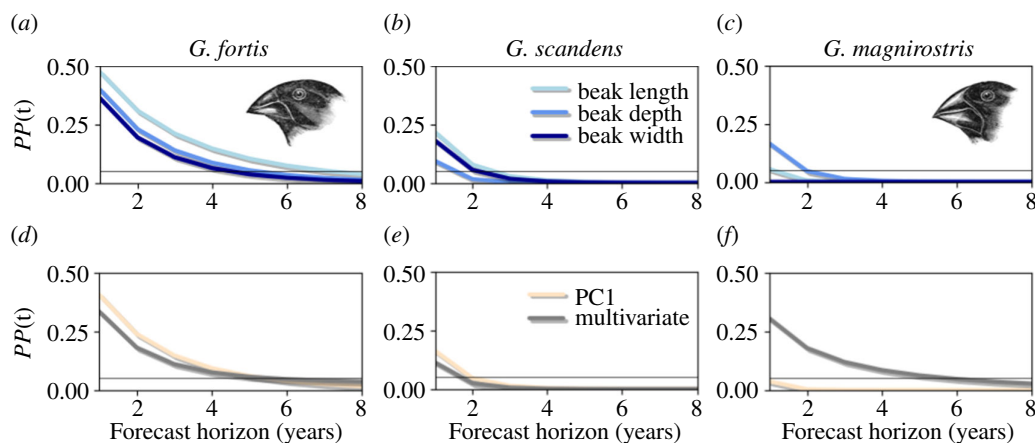 (a) (b) (c)
G. fortis G. scandens G. magnirostris
0.50 0.50 0.50
beak length
PP(t) 0.25 0.25 beak depth 0.25
beak width
0.00 0.00 0.00
2 4 6 8 2 4 6 8 2 4 6 8
(d) (e) (f)
0.50 0.50 0.50
PC1
PP(t) 0.25 0.25 multivariate 0.25
0.00 0.00 0.00
2 4 6 8 2 4 6 8 2 4 6 8
Forecast horizon (years) Forecast horizon (years) Forecast horizon (years)